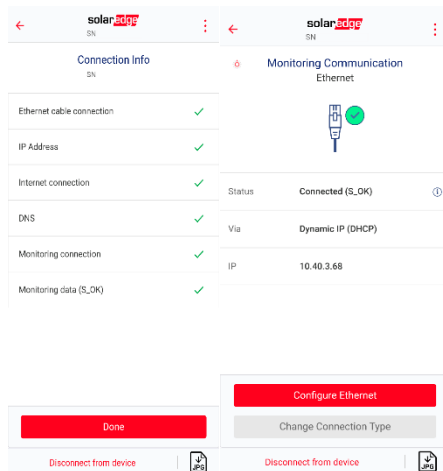 solaredge
SN
Connection Info
SN
Ethernet cable connection
IP Address
Internet connection
DNS
Monitoring connection
Monitoring data (S_OK)
Done
Disconnect from device
JPG
solaredge
SN
Monitoring Communication
Ethernet
Status Connected (S_OK)
Via Dynamic IP (DHCP)
IP 10.40.3.68
Configure Ethernet
Change Connection Type
Disconnect from device
JPG